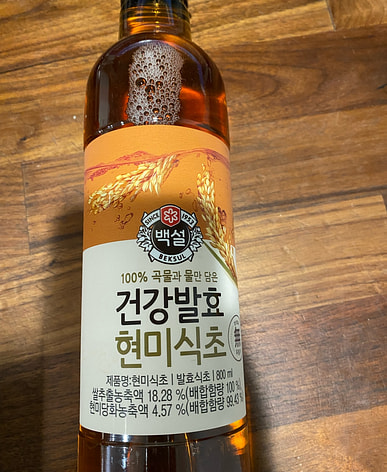 SINCE 1953
백설
BEKSUL
100% 곡물과 물만 담은
건강발효
현미식초
제품명:현미식초 | 발효식초 | 800 ml
쌀추출농축액 18.28 %(배합함량 100 %)
현미당화농축액 4.57 %(배합함량 99.43 %)